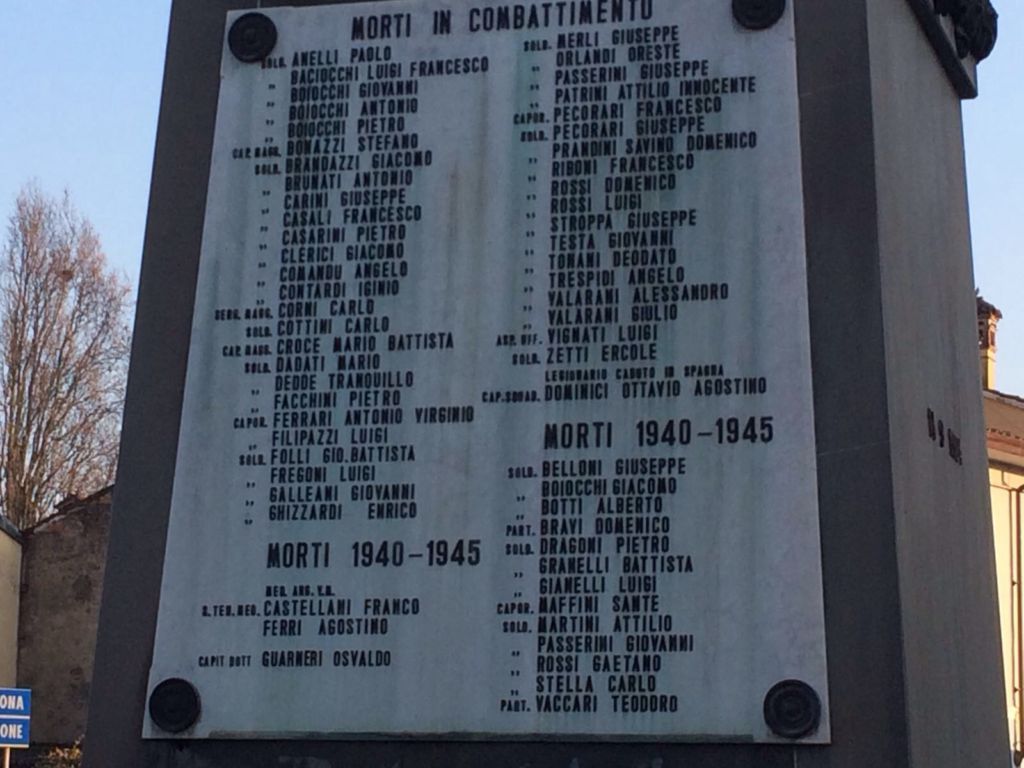 MORTI IN COMBATTIMENTO
SOLD. ANELLI PAOLO
BACIOCCHI LUIGI FRANCESCO
" BOIOCCHI GIOVANNI
" BOIOCCHI ANTONIO
" BOIOCCHI PIETRO
CAP. MAGG. BONAZZI STEFANO
SOLD. BRANDAZZI GIACOMO
" BRUNATI ANTONIO
" CARINI GIUSEPPE
" CASALI FRANCESCO
" CASARINI PIETRO
" CLERICI GIACOMO
" COMANDU ANGELO
" CONTARDI IGINIO
SERG. MAGG. CORNI CARLO
SOLD. COTTINI CARLO
CAP. MAGG. CROCE MARIO BATTISTA
SOLD. DADATI MARIO
" DEDDE TRANQUILLO
" FACCHINI PIETRO
CAPOR. FERRARI ANTONIO VIRGINIO
" FILIPAZZI LUIGI
SOLD. FOLLI GIO. BATTISTA
" FREGONI LUIGI
" GALLEANI GIOVANNI
" GHIZZARDI ENRICO
MORTI 1940-1945
MED. ARG. V.M.
S. TEN. MED. CASTELLANI FRANCO
FERRI AGOSTINO
CAPIT DOTT GUARNERI OSVALDO
SOLD. MERLI GIUSEPPE
" ORLANDI ORESTE
" PASSERINI GIUSEPPE
" PATRINI ATTILIO INNOCENTE
CAPOR. PECORARI FRANCESCO
SOLD. PECORARI GIUSEPPE
" PRANDINI SAVINO DOMENICO
" RIBONI FRANCESCO
" ROSSI DOMENICO
" ROSSI LUIGI
" STROPPA GIUSEPPE
" TESTA GIOVANNI
" TOMANI DEODATO
" TRESPIDI ANGELO
" VALARANI ALESSANDRO
" VALARANI GIULIO
ASP. UFF. VIGNATI LUIGI
SOLD. ZETTI ERCOLE
LEGIONARIO CADUTO IN SPAGNA
CAP. SQUAD. DOMINICI OTTAVIO AGOSTINO
MORTI 1940-1945
SOLD. BELLONI GIUSEPPE
" BOIOCCHI GIACOMO
" BOTTI ALBERTO
PART. BRAVI DOMENICO
SOLD. DRAGONI PIETRO
" GRANELLI BATTISTA
" GIANELLI LUIGI
CAPOR. MAFFINI SANTE
SOLD. MARTINI ATTILIO
" PASSERINI GIOVANNI
" ROSSI GAETANO
" STELLA CARLO
PART. VACCARI TEODORO
ONA
ONE